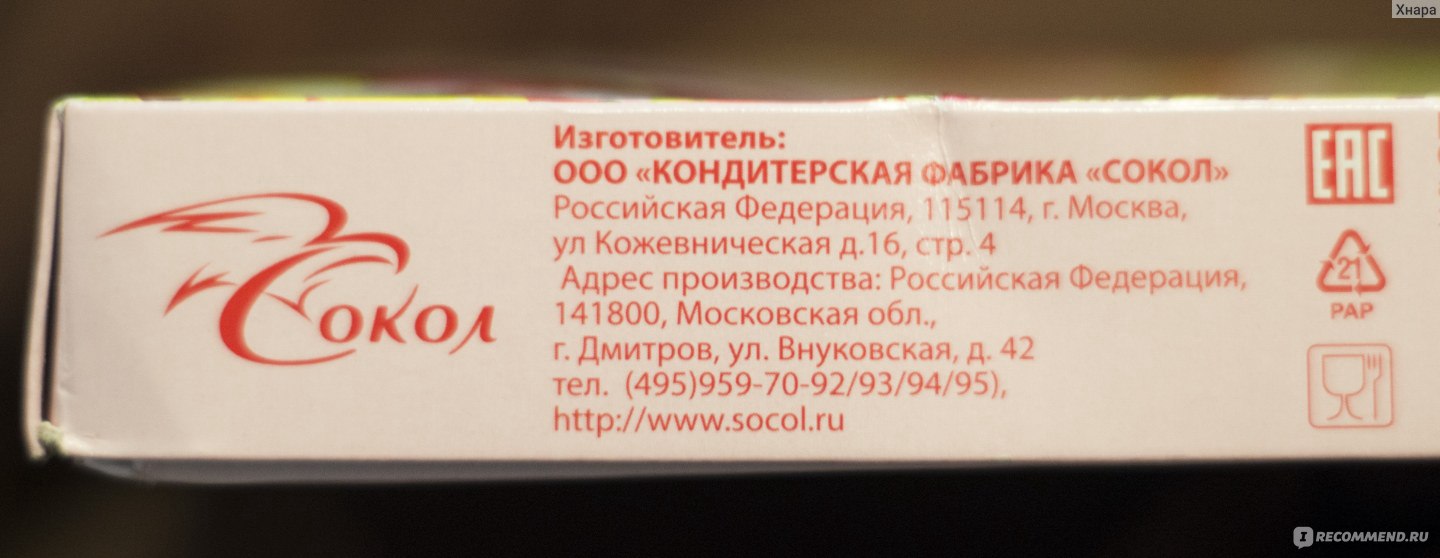 Хнара
Сокол
Изготовитель:
ООО «КОНДИТЕРСКАЯ ФАБРИКА «СОКОЛ»
Российская Федерация, 115114, г. Москва,
ул Кожевническая д.16, стр. 4
Адрес производства: Российская Федерация,
141800, Московская обл.,
г. Дмитров, ул. Внуковская, д. 42
тел. (495)959-70-92/93/94/95),
http://www.socol.ru
EAC
21
PAP
IRECOMMEND.RU